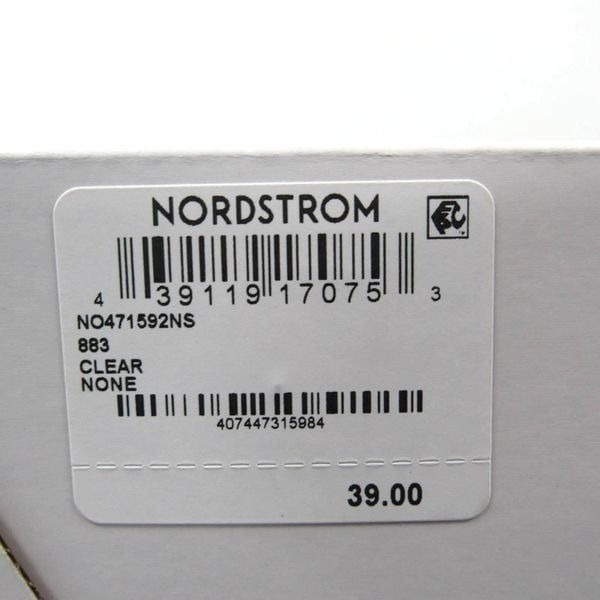 NORDSTROM
4 39119 17075 3
NO471592NS
883
CLEAR
NONE
407447315984
39.00